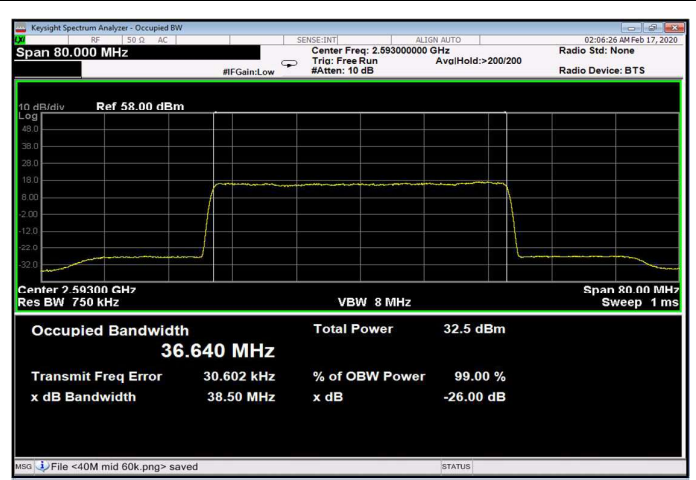 Keysight Spectrum Analyzer - Occupied BW
RF 50 Ω AC SENSE:INT ALIGN AUTO 02:06:26 AM Feb 17, 2020
Span 80.000 MHz Center Freq: 2.593000000 GHz Radio Std: None
Trig: Free Run Avg|Hold:>200/200
#IFGain:Low #Atten: 10 dB Radio Device: BTS
10 dB/div Ref 58.00 dBm
Log
48.0
38.0
28.0
18.0
8.00
-2.00
-12.0
-22.0
-32.0
Center 2.59300 GHz Span 80.00 MHz
Res BW 750 kHz VBW 8 MHz Sweep 1 ms
Occupied Bandwidth Total Power 32.5 dBm
36.640 MHz
Transmit Freq Error 30.602 kHz % of OBW Power 99.00 %
x dB Bandwidth 38.50 MHz x dB -26.00 dB
MSG File <40M mid 60k.png> saved STATUS